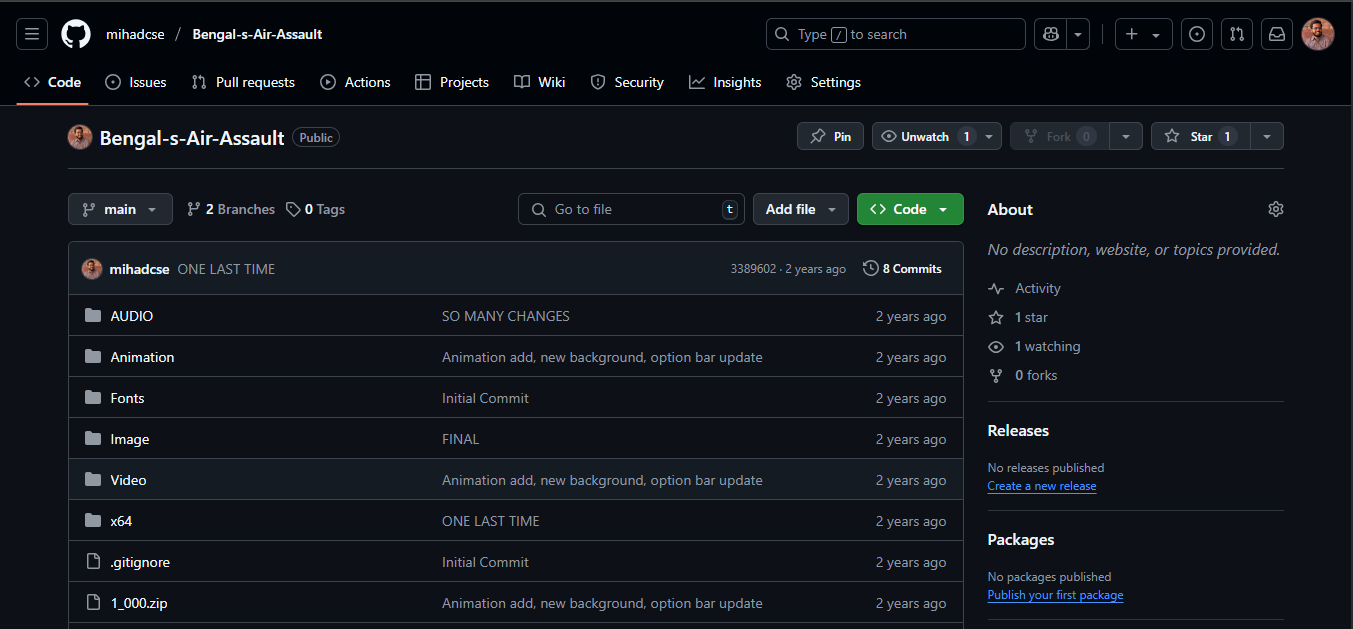 mihadcse / Bengal-s-Air-Assault
Type / to search
Code Issues Pull requests Actions Projects Wiki Security Insights Settings
Bengal-s-Air-Assault Public
Pin Unwatch 1 Fork 0 Star 1
main 2 Branches 0 Tags Go to file t Add file Code
mihadcse ONE LAST TIME 3389602 · 2 years ago 8 Commits
AUDIO SO MANY CHANGES 2 years ago
Animation Animation add, new background, option bar update 2 years ago
Fonts Initial Commit 2 years ago
Image FINAL 2 years ago
Video Animation add, new background, option bar update 2 years ago
x64 ONE LAST TIME 2 years ago
.gitignore Initial Commit 2 years ago
1_000.zip Animation add, new background, option bar update 2 years ago
About
No description, website, or topics provided.
Activity
1 star
1 watching
0 forks
Releases
No releases published
Create a new release
Packages
No packages published
Publish your first package